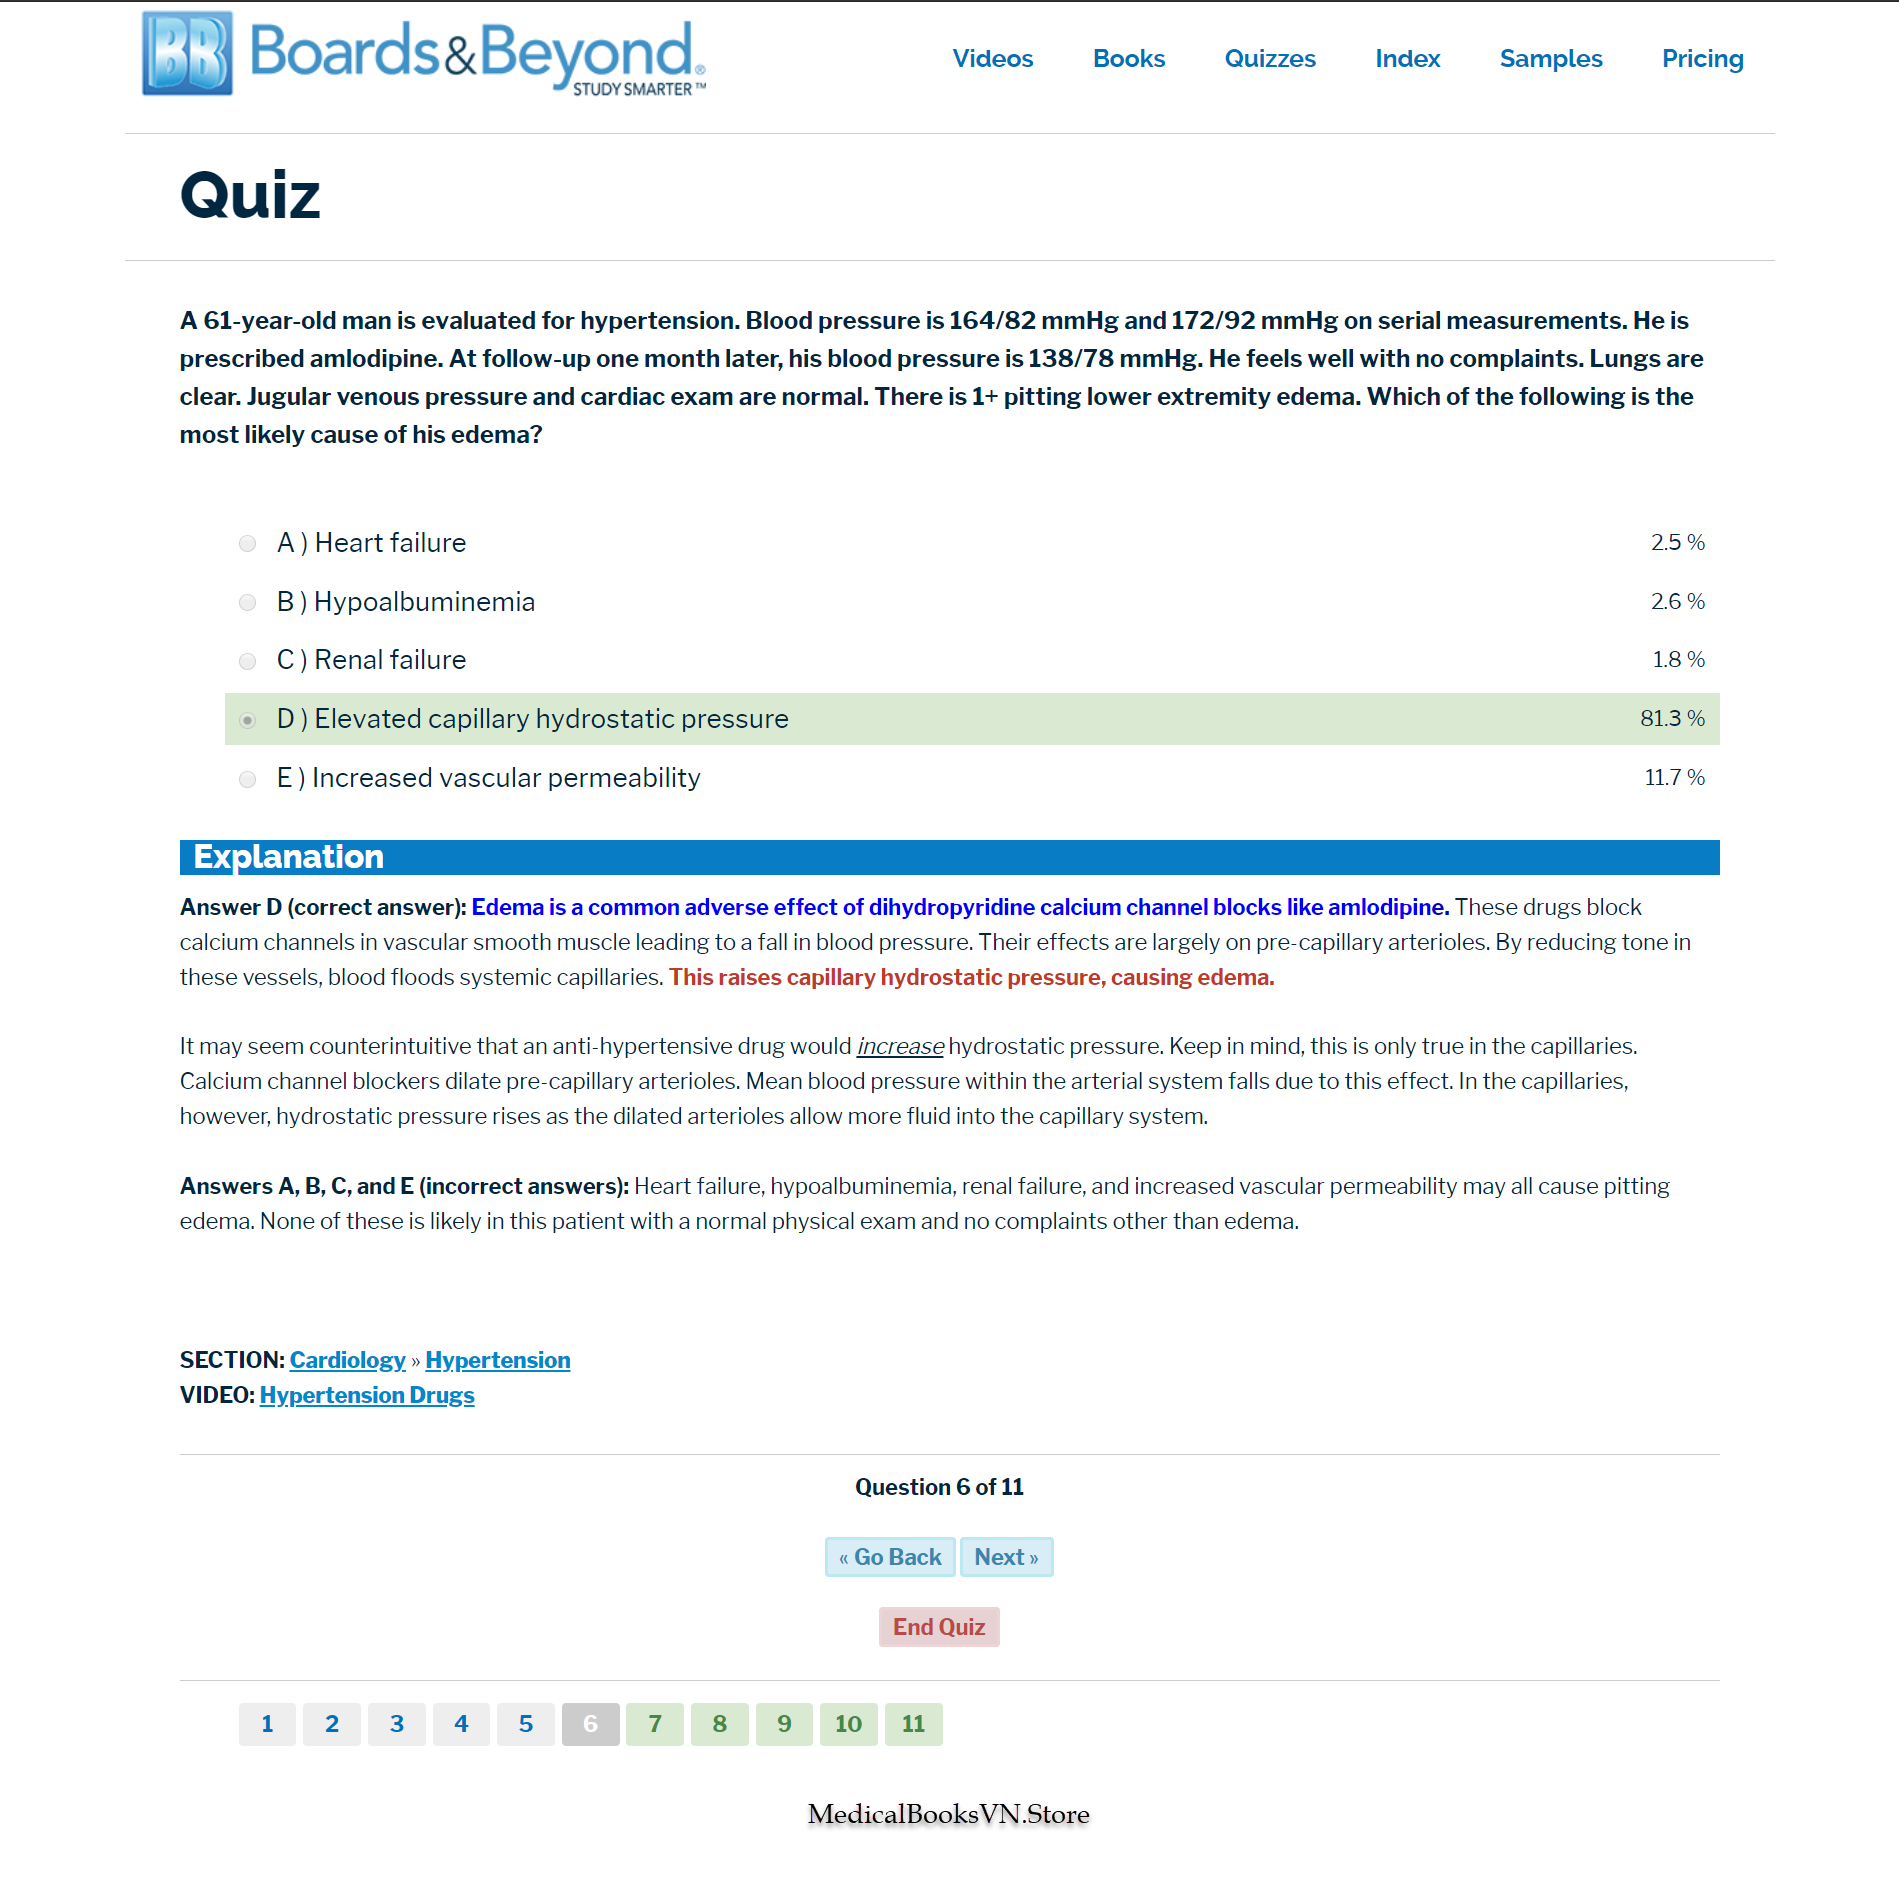 BB Boards&Beyond®
STUDY SMARTER™
Videos Books Quizzes Index Samples Pricing
Quiz
A 61-year-old man is evaluated for hypertension. Blood pressure is 164/82 mmHg and 172/92 mmHg on serial measurements. He is
prescribed amlodipine. At follow-up one month later, his blood pressure is 138/78 mmHg. He feels well with no complaints. Lungs are
clear. Jugular venous pressure and cardiac exam are normal. There is 1+ pitting lower extremity edema. Which of the following is the
most likely cause of his edema?
A ) Heart failure 2.5 %
B ) Hypoalbuminemia 2.6 %
C ) Renal failure 1.8 %
D ) Elevated capillary hydrostatic pressure 81.3 %
E ) Increased vascular permeability 11.7 %
Explanation
Answer D (correct answer): Edema is a common adverse effect of dihydropyridine calcium channel blocks like amlodipine. These drugs block
calcium channels in vascular smooth muscle leading to a fall in blood pressure. Their effects are largely on pre-capillary arterioles. By reducing tone in
these vessels, blood floods systemic capillaries. This raises capillary hydrostatic pressure, causing edema.
It may seem counterintuitive that an anti-hypertensive drug would increase hydrostatic pressure. Keep in mind, this is only true in the capillaries.
Calcium channel blockers dilate pre-capillary arterioles. Mean blood pressure within the arterial system falls due to this effect. In the capillaries,
however, hydrostatic pressure rises as the dilated arterioles allow more fluid into the capillary system.
Answers A, B, C, and E (incorrect answers): Heart failure, hypoalbuminemia, renal failure, and increased vascular permeability may all cause pitting
edema. None of these is likely in this patient with a normal physical exam and no complaints other than edema.
SECTION: Cardiology » Hypertension
VIDEO: Hypertension Drugs
Question 6 of 11
« Go Back Next »
End Quiz
1 2 3 4 5 6 7 8 9 10 11
MedicalBooksVN.Store